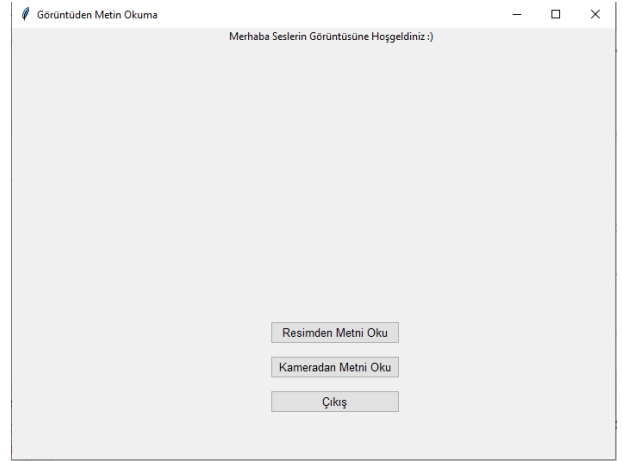 Görüntüden Metin Okuma
Merhaba Seslerin Görüntüsüne Hoşgeldiniz :)
Resimden Metni Oku
Kameradan Metni Oku
Çıkış